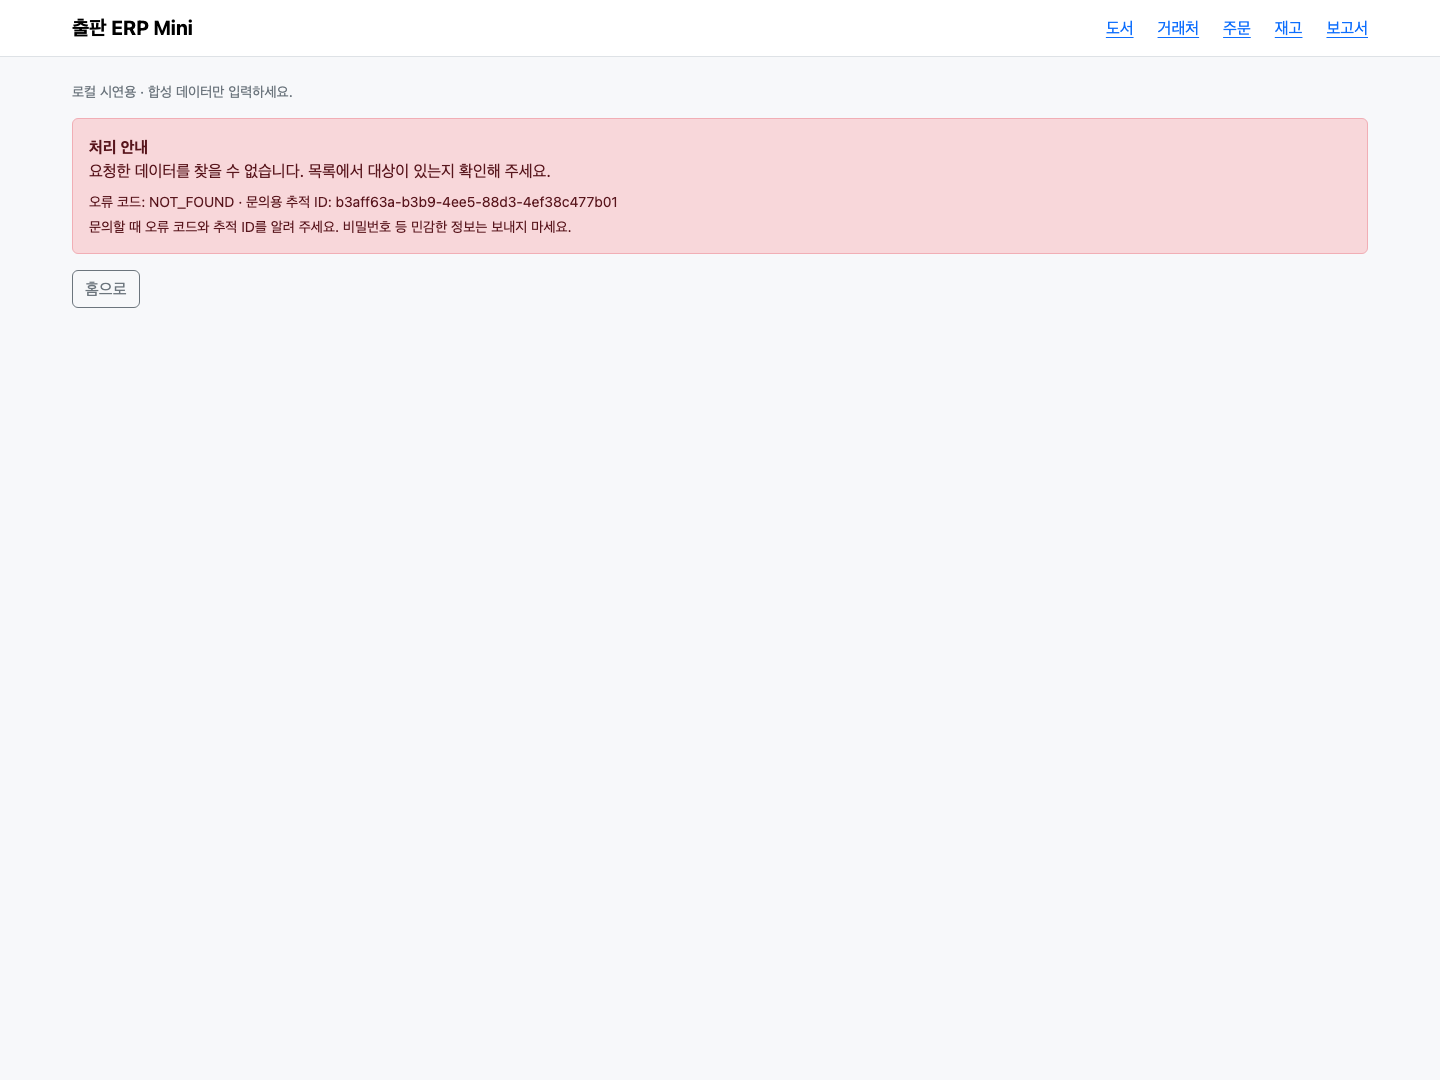 출판 ERP Mini
도서 거래처 주문 재고 보고서
로컬 시연용 · 합성 데이터만 입력하세요.
처리 안내
요청한 데이터를 찾을 수 없습니다. 목록에서 대상이 있는지 확인해 주세요.
오류 코드: NOT_FOUND · 문의용 추적 ID: b3aff63a-b3b9-4ee5-88d3-4ef38c477b01
문의할 때 오류 코드와 추적 ID를 알려 주세요. 비밀번호 등 민감한 정보는 보내지 마세요.
홈으로